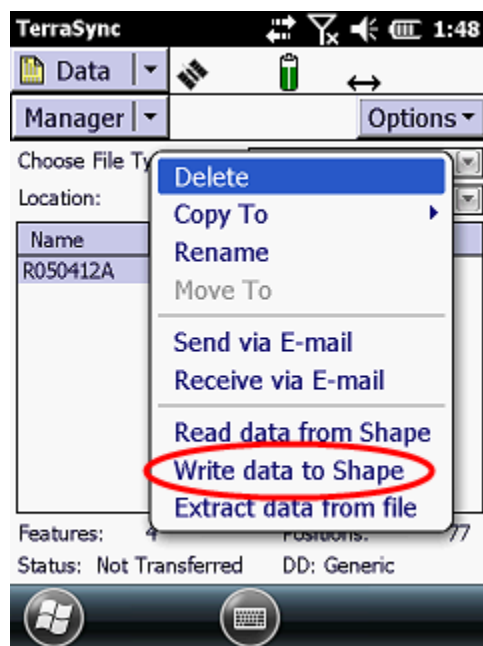 TerraSync 1:48
Data
Manager Options
Choose File Ty
Delete
Location:
Copy To
Name
Rename
R050412A
Move To
Send via E-mail
Receive via E-mail
Read data from Shape
Write data to Shape
Extract data from file
Features: 4 Positions: 77
Status: Not Transferred DD: Generic